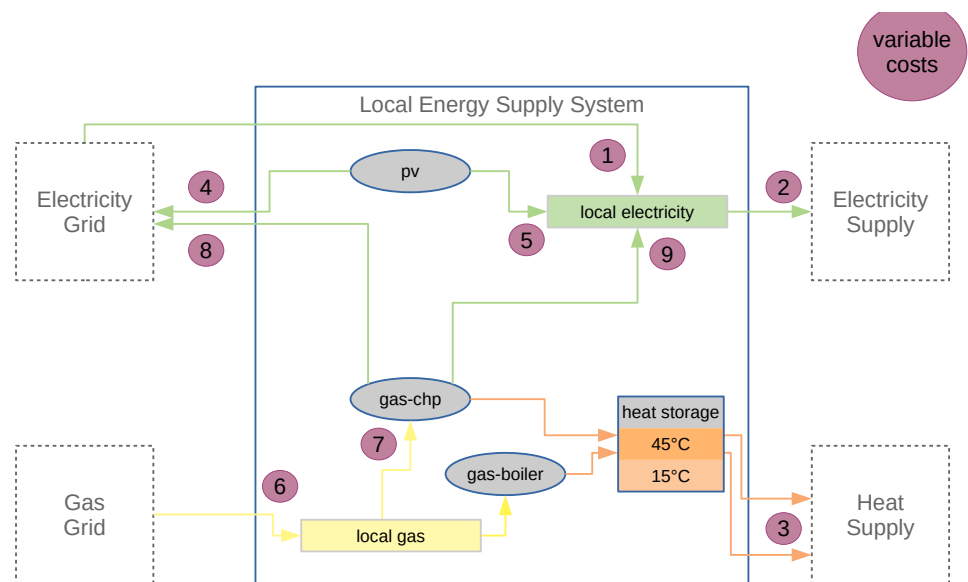 variable
costs
Local Energy Supply System
1
pv
4
2
Electricity
Grid
local electricity
Electricity
Supply
8
5
9
gas-chp
heat storage
7
45°C
gas-boiler
15°C
6
Gas
Grid
local gas
3
Heat
Supply